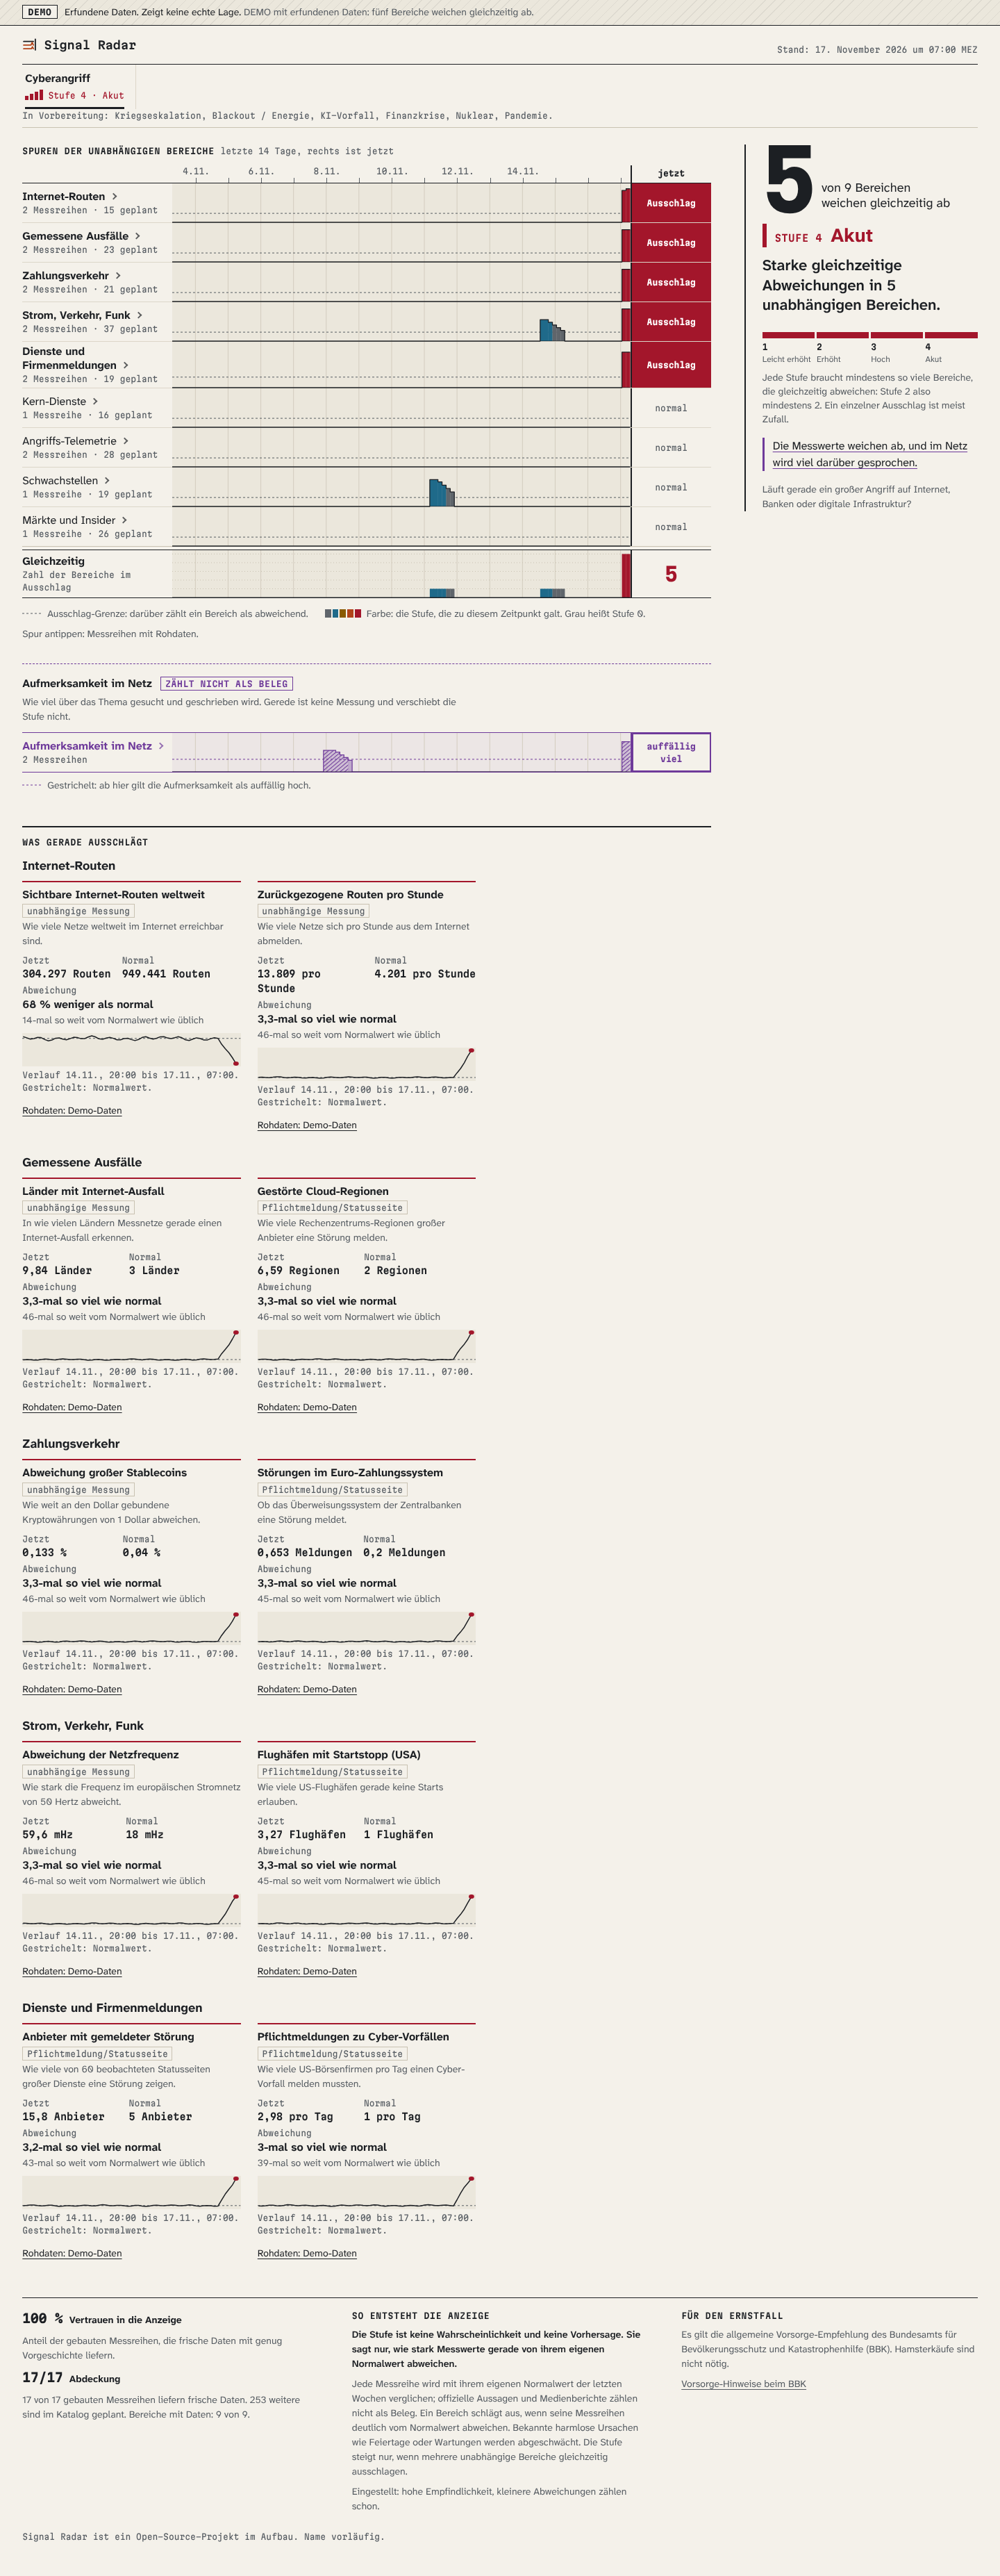 DEMO Erfundene Daten. Zeigt keine echte Lage. DEMO mit erfundenen Daten: fünf Bereiche weichen gleichzeitig ab.
Signal Radar
Stand: 17. November 2026 um 07:00 MEZ
Cyberangriff
Stufe 4 · Akut
In Vorbereitung: Kriegseskalation, Blackout / Energie, KI-Vorfall, Finanzkrise, Nuklear, Pandemie.
SPUREN DER UNABHÄNGIGEN BEREICHE letzte 14 Tage, rechts ist jetzt
4.11. 6.11. 8.11. 10.11. 12.11. 14.11. jetzt
Internet-Routen
2 Messreihen · 15 geplant
Ausschlag
Gemessene Ausfälle
2 Messreihen · 23 geplant
Ausschlag
Zahlungsverkehr
2 Messreihen · 21 geplant
Ausschlag
Strom, Verkehr, Funk
2 Messreihen · 37 geplant
Ausschlag
Dienste und
Firmenmeldungen
2 Messreihen · 19 geplant
Ausschlag
Kern-Dienste
1 Messreihe · 16 geplant
normal
Angriffs-Telemetrie
2 Messreihen · 28 geplant
normal
Schwachstellen
1 Messreihe · 19 geplant
normal
Märkte und Insider
1 Messreihe · 26 geplant
normal
Gleichzeitig
Zahl der Bereiche im
Ausschlag
5
Ausschlag-Grenze: darüber zählt ein Bereich als abweichend.
Farbe: die Stufe, die zu diesem Zeitpunkt galt. Grau heißt Stufe 0.
Spur antippen: Messreihen mit Rohdaten.
5 von 9 Bereichen
weichen gleichzeitig ab
STUFE 4 Akut
Starke gleichzeitige
Abweichungen in 5
unabhängigen Bereichen.
1 2 3 4
Leicht erhöht Erhöht Hoch Akut
Jede Stufe braucht mindestens so viele Bereiche,
die gleichzeitig abweichen: Stufe 2 also
mindestens 2. Ein einzelner Ausschlag ist meist
Zufall.
Die Messwerte weichen ab, und im Netz
wird viel darüber gesprochen.
Läuft gerade ein großer Angriff auf Internet,
Banken oder digitale Infrastruktur?
Aufmerksamkeit im Netz ZÄHLT NICHT ALS BELEG
Wie viel über das Thema gesucht und geschrieben wird. Gerede ist keine Messung und verschiebt die
Stufe nicht.
Aufmerksamkeit im Netz
2 Messreihen
auffällig
viel
Gestrichelt: ab hier gilt die Aufmerksamkeit als auffällig hoch.
WAS GERADE AUSSCHLÄGT
Internet-Routen
Sichtbare Internet-Routen weltweit
unabhängige Messung
Wie viele Netze weltweit im Internet erreichbar
sind.
Jetzt Normal
304.297 Routen 949.441 Routen
Abweichung
68 % weniger als normal
14-mal so weit vom Normalwert wie üblich
Verlauf 14.11., 20:00 bis 17.11., 07:00.
Gestrichelt: Normalwert.
Rohdaten: Demo-Daten
Zurückgezogene Routen pro Stunde
unabhängige Messung
Wie viele Netze sich pro Stunde aus dem Internet
abmelden.
Jetzt Normal
13.809 pro 4.201 pro Stunde
Stunde
Abweichung
3,3-mal so viel wie normal
46-mal so weit vom Normalwert wie üblich
Verlauf 14.11., 20:00 bis 17.11., 07:00.
Gestrichelt: Normalwert.
Rohdaten: Demo-Daten
Gemessene Ausfälle
Länder mit Internet-Ausfall
unabhängige Messung
In wie vielen Ländern Messnetze gerade einen
Internet-Ausfall erkennen.
Jetzt Normal
9,84 Länder 3 Länder
Abweichung
3,3-mal so viel wie normal
46-mal so weit vom Normalwert wie üblich
Verlauf 14.11., 20:00 bis 17.11., 07:00.
Gestrichelt: Normalwert.
Rohdaten: Demo-Daten
Gestörte Cloud-Regionen
Pflichtmeldung/Statusseite
Wie viele Rechenzentrums-Regionen großer
Anbieter eine Störung melden.
Jetzt Normal
6,59 Regionen 2 Regionen
Abweichung
3,3-mal so viel wie normal
46-mal so weit vom Normalwert wie üblich
Verlauf 14.11., 20:00 bis 17.11., 07:00.
Gestrichelt: Normalwert.
Rohdaten: Demo-Daten
Zahlungsverkehr
Abweichung großer Stablecoins
unabhängige Messung
Wie weit an den Dollar gebundene
Kryptowährungen von 1 Dollar abweichen.
Jetzt Normal
0,133 % 0,04 %
Abweichung
3,3-mal so viel wie normal
46-mal so weit vom Normalwert wie üblich
Verlauf 14.11., 20:00 bis 17.11., 07:00.
Gestrichelt: Normalwert.
Rohdaten: Demo-Daten
Störungen im Euro-Zahlungssystem
Pflichtmeldung/Statusseite
Ob das Überweisungssystem der Zentralbanken
eine Störung meldet.
Jetzt Normal
0,653 Meldungen 0,2 Meldungen
Abweichung
3,3-mal so viel wie normal
45-mal so weit vom Normalwert wie üblich
Verlauf 14.11., 20:00 bis 17.11., 07:00.
Gestrichelt: Normalwert.
Rohdaten: Demo-Daten
Strom, Verkehr, Funk
Abweichung der Netzfrequenz
unabhängige Messung
Wie stark die Frequenz im europäischen Stromnetz
von 50 Hertz abweicht.
Jetzt Normal
59,6 mHz 18 mHz
Abweichung
3,3-mal so viel wie normal
46-mal so weit vom Normalwert wie üblich
Verlauf 14.11., 20:00 bis 17.11., 07:00.
Gestrichelt: Normalwert.
Rohdaten: Demo-Daten
Flughäfen mit Startstopp (USA)
Pflichtmeldung/Statusseite
Wie viele US-Flughäfen gerade keine Starts
erlauben.
Jetzt Normal
3,27 Flughäfen 1 Flughäfen
Abweichung
3,3-mal so viel wie normal
45-mal so weit vom Normalwert wie üblich
Verlauf 14.11., 20:00 bis 17.11., 07:00.
Gestrichelt: Normalwert.
Rohdaten: Demo-Daten
Dienste und Firmenmeldungen
Anbieter mit gemeldeter Störung
Pflichtmeldung/Statusseite
Wie viele von 60 beobachteten Statusseiten
großer Dienste eine Störung zeigen.
Jetzt Normal
15,8 Anbieter 5 Anbieter
Abweichung
3,2-mal so viel wie normal
43-mal so weit vom Normalwert wie üblich
Verlauf 14.11., 20:00 bis 17.11., 07:00.
Gestrichelt: Normalwert.
Rohdaten: Demo-Daten
Pflichtmeldungen zu Cyber-Vorfällen
Pflichtmeldung/Statusseite
Wie viele US-Börsenfirmen pro Tag einen Cyber-
Vorfall melden mussten.
Jetzt Normal
2,98 pro Tag 1 pro Tag
Abweichung
3-mal so viel wie normal
39-mal so weit vom Normalwert wie üblich
Verlauf 14.11., 20:00 bis 17.11., 07:00.
Gestrichelt: Normalwert.
Rohdaten: Demo-Daten
100 % Vertrauen in die Anzeige
Anteil der gebauten Messreihen, die frische Daten mit genug
Vorgeschichte liefern.
17/17 Abdeckung
17 von 17 gebauten Messreihen liefern frische Daten. 253 weitere
sind im Katalog geplant. Bereiche mit Daten: 9 von 9.
SO ENTSTEHT DIE ANZEIGE
Die Stufe ist keine Wahrscheinlichkeit und keine Vorhersage. Sie
sagt nur, wie stark Messwerte gerade von ihrem eigenen
Normalwert abweichen.
Jede Messreihe wird mit ihrem eigenen Normalwert der letzten
Wochen verglichen; offizielle Aussagen und Medienberichte zählen
nicht als Beleg. Ein Bereich schlägt aus, wenn seine Messreihen
deutlich vom Normalwert abweichen. Bekannte harmlose Ursachen
wie Feiertage oder Wartungen werden abgeschwächt. Die Stufe
steigt nur, wenn mehrere unabhängige Bereiche gleichzeitig
ausschlagen.
Eingestellt: hohe Empfindlichkeit, kleinere Abweichungen zählen
schon.
FÜR DEN ERNSTFALL
Es gilt die allgemeine Vorsorge-Empfehlung des Bundesamts für
Bevölkerungsschutz und Katastrophenhilfe (BBK). Hamsterkäufe sind
nicht nötig.
Vorsorge-Hinweise beim BBK
Signal Radar ist ein Open-Source-Projekt im Aufbau. Name vorläufig.